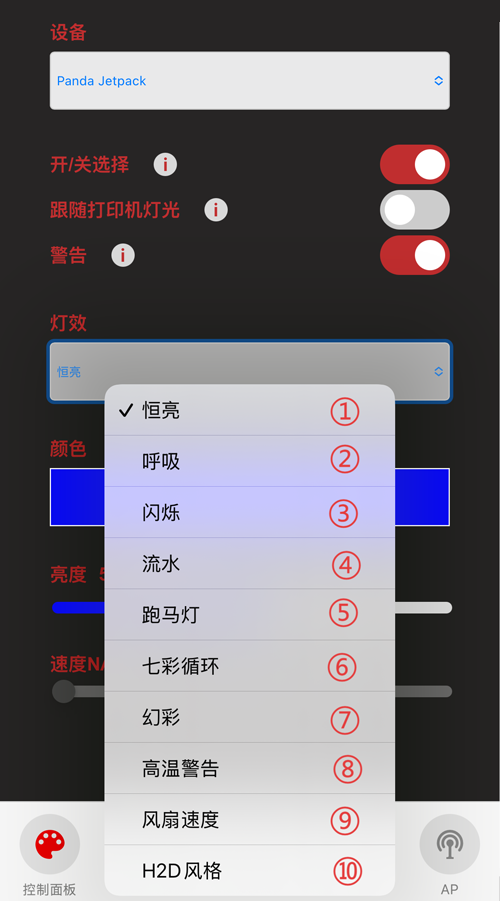 设备
Panda Jetpack
开/关选择 i
跟随打印机灯光 i
警告 i
灯效
恒亮
✓ 恒亮 ①
颜色
呼吸 ②
闪烁 ③
流水 ④
亮度
跑马灯 ⑤
速度NA
七彩循环 ⑥
幻彩 ⑦
高温警告 ⑧
风扇速度 ⑨
H2D风格 ⑩
控制面板
AP